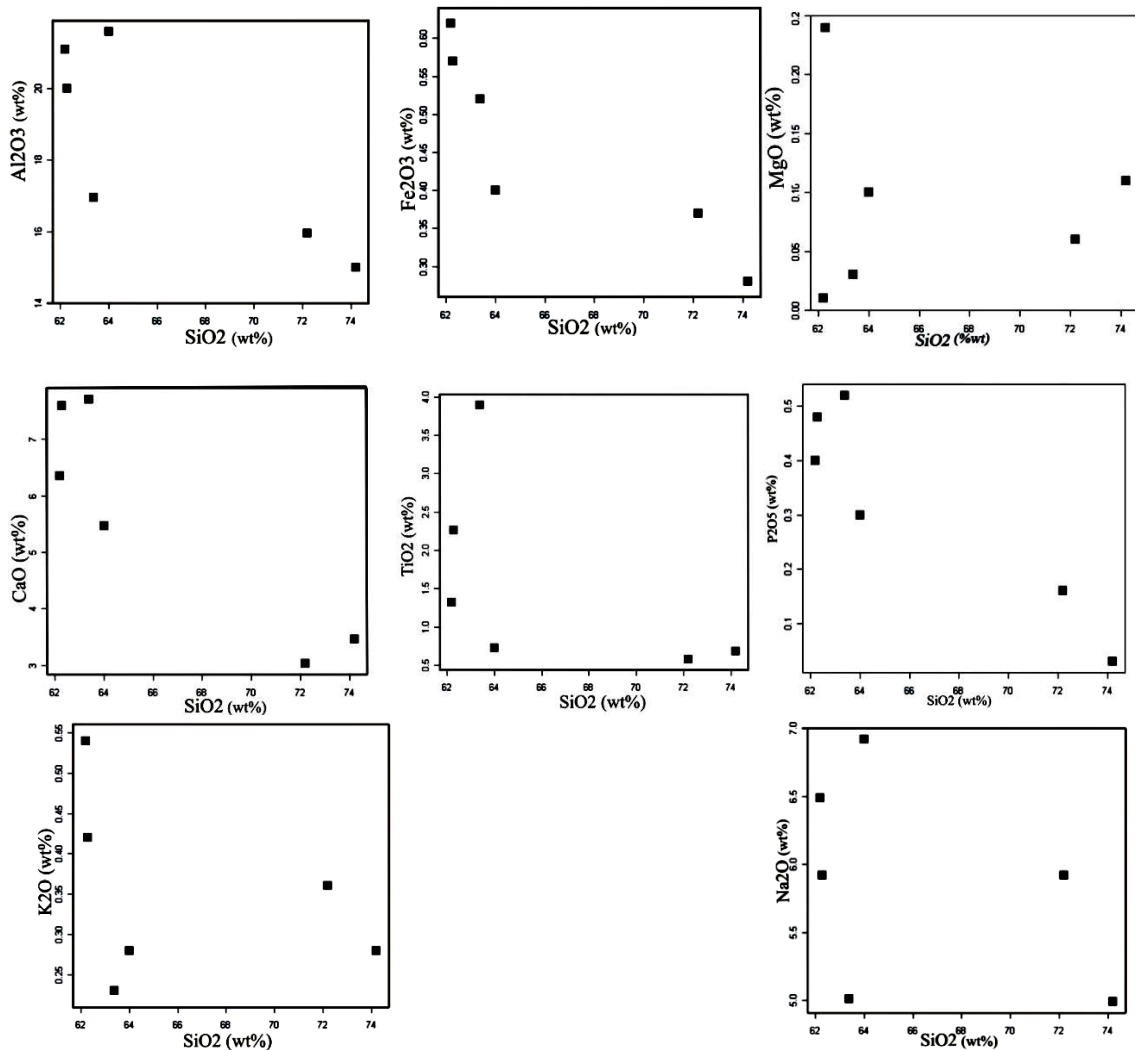 Al2O3 (wt%)
14 16 18 20
62 64 66 68 70 72 74
SiO2 (wt%)
Fe2O3 (wt%)
0.30 0.35 0.40 0.45 0.50 0.55 0.60
62 64 66 68 70 72 74
SiO2 (wt%)
MgO (wt%)
0.00 0.05 0.10 0.15 0.20 0.2
62 64 66 68 70 72 74
SiO2 (%wt)
CaO (wt%)
3 4 5 6 7
62 64 66 68 70 72 74
SiO2 (wt%)
TiO2 (wt%)
0.5 1.0 1.5 2.0 2.5 3.0 3.5 4.0
62 64 66 68 70 72 74
SiO2 (wt%)
P2O5 (wt%)
0.1 0.2 0.3 0.4 0.5
62 64 66 68 70 72 74
SiO2 (wt%)
K2O (wt%)
0.25 0.30 0.35 0.40 0.45 0.50 0.55
62 64 66 68 70 72 74
SiO2 (wt%)
Na2O (wt%)
5.0 5.5 6.0 6.5 7.0
62 64 66 68 70 72 74
SiO2 (wt%)